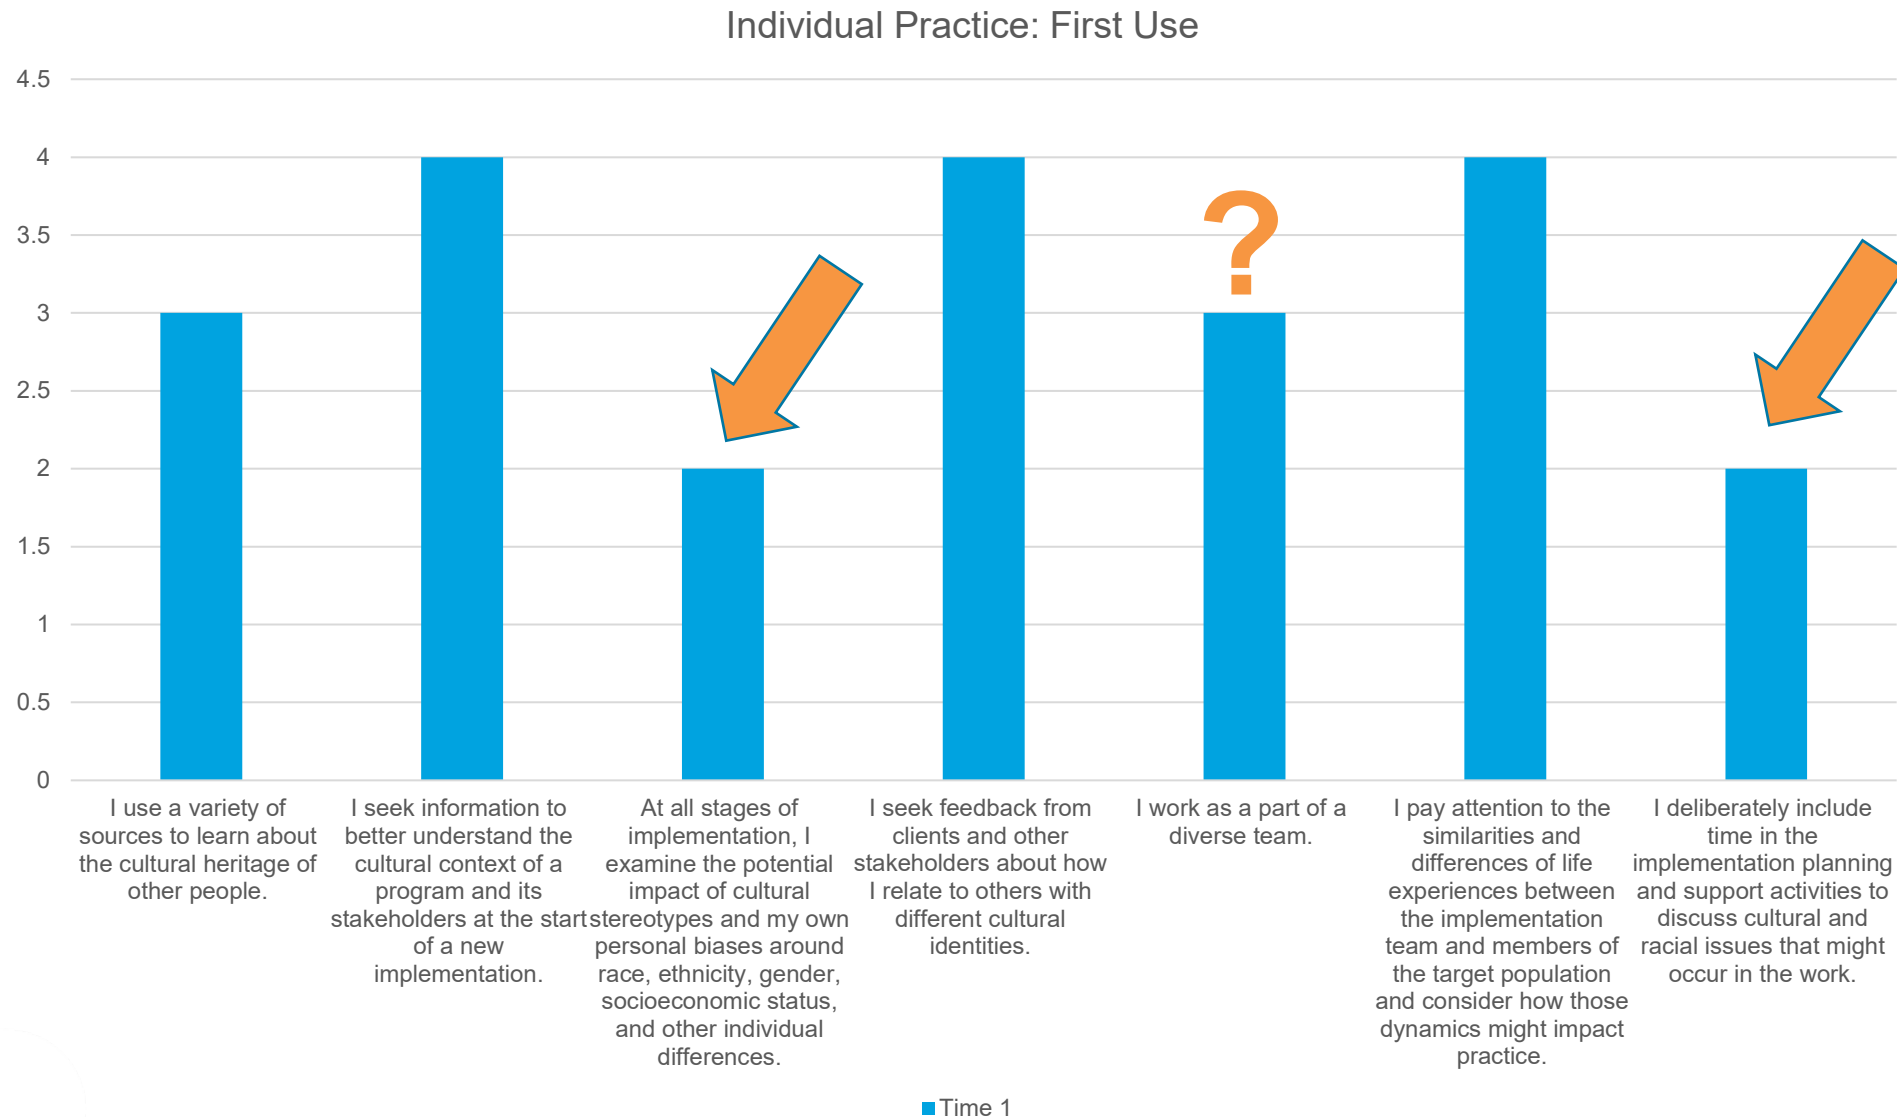 Individual Practice: First Use
4.5
4
3.5
3
2.5
2
1.5
1
0.5
0
?
I use a variety of
sources to learn about
the cultural heritage of
other people.
I seek information to
better understand the
cultural context of a
program and its
stakeholders at the start
of a new
implementation.
At all stages of
implementation, I
examine the potential
impact of cultural
stereotypes and my own
personal biases around
race, ethnicity, gender,
socioeconomic status,
and other individual
differences.
I seek feedback from
clients and other
stakeholders about how
I relate to others with
different cultural
identities.
I work as a part of a
diverse team.
I pay attention to the
similarities and
differences of life
experiences between
the implementation
team and members of
the target population
and consider how those
dynamics might impact
practice.
I deliberately include
time in the
implementation planning
and support activities to
discuss cultural and
racial issues that might
occur in the work.
Time 1